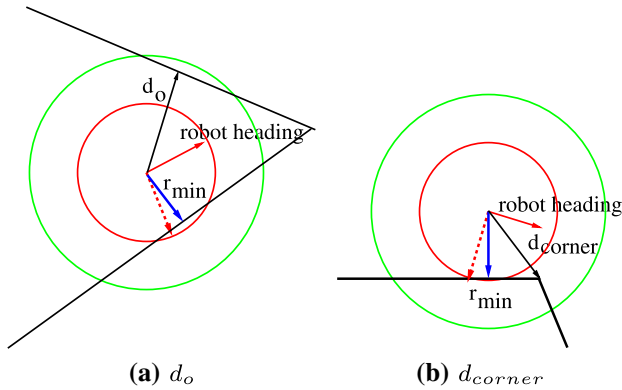 d_o
robot heading
r_min
robot heading
d_corner
r_min
(a) d_o
(b) d_corner